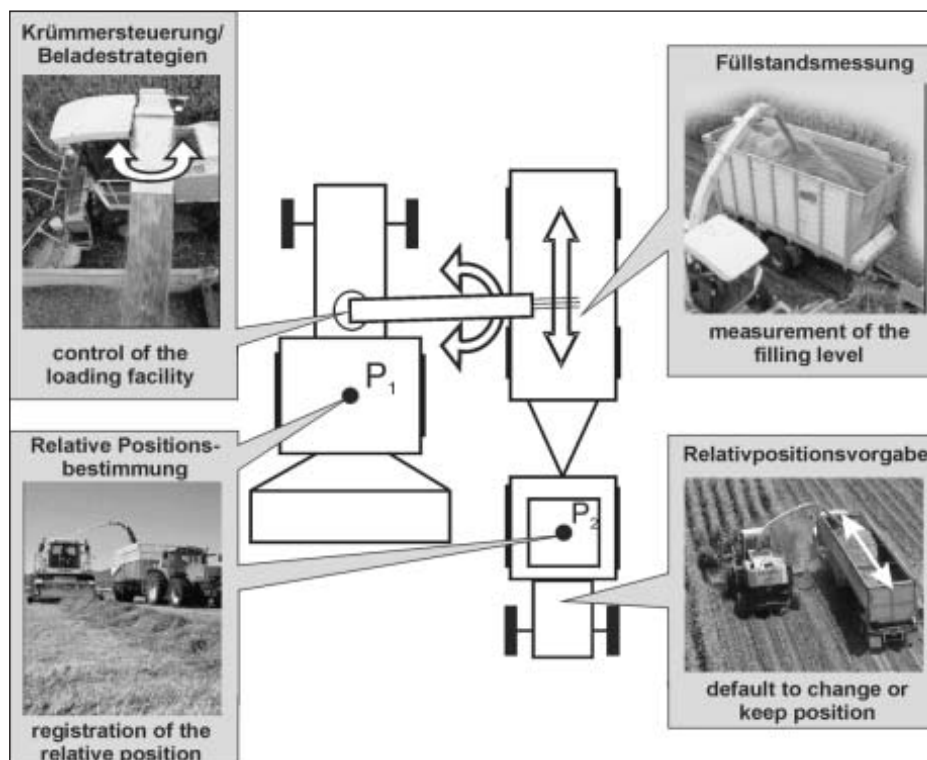 Krümmersteuerung/
Beladestrategien
control of the
loading facility
Füllstandsmessung
measurement of the
filling level
P1
Relative Positions-
bestimmung
registration of the
relative position
P2
Relativpositionsvorgabe
default to change or
keep position